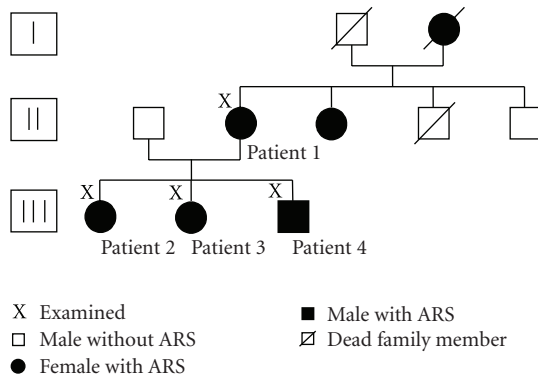 I
II
X
Patient 1
III
X X X
Patient 2 Patient 3 Patient 4
X Examined
Male without ARS
Female with ARS
Male with ARS
Dead family member